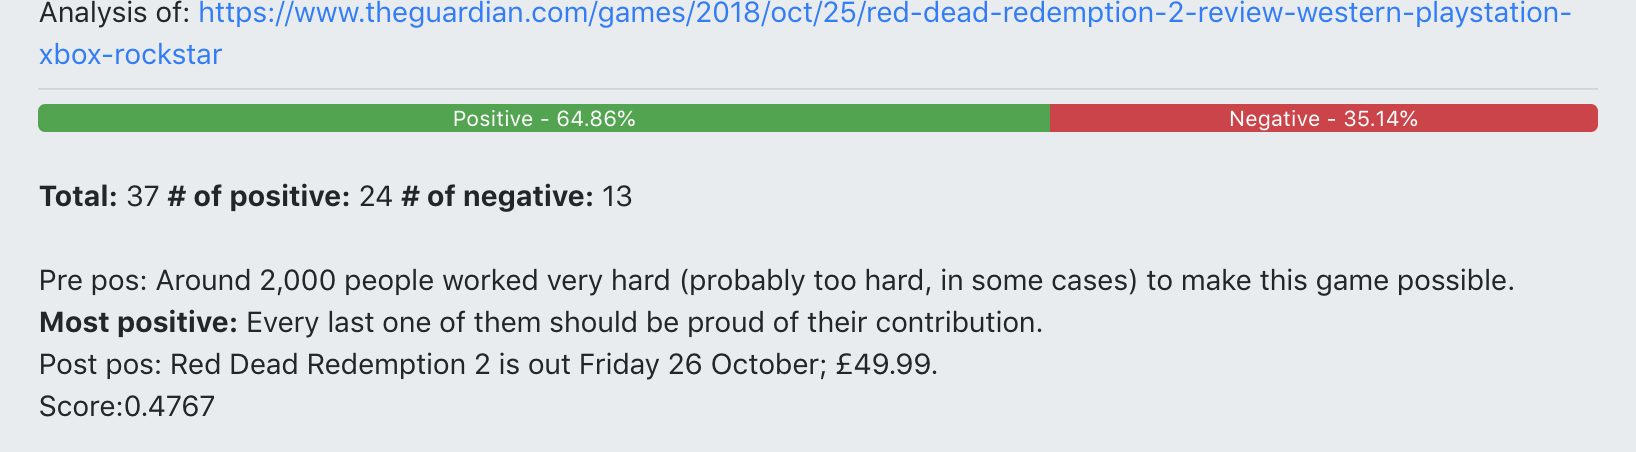 Analysis of: https://www.theguardian.com/games/2018/oct/25/red-dead-redemption-2-review-western-playstation-
xbox-rockstar
Positive - 64.86% Negative - 35.14%
Total: 37 # of positive: 24 # of negative: 13
Pre pos: Around 2,000 people worked very hard (probably too hard, in some cases) to make this game possible.
Most positive: Every last one of them should be proud of their contribution.
Post pos: Red Dead Redemption 2 is out Friday 26 October; £49.99.
Score:0.4767